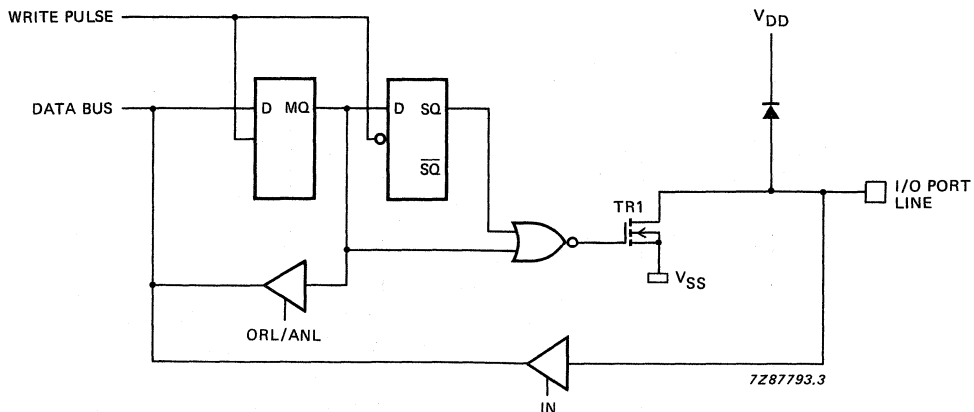 WRITE PULSE
V_DD
DATA BUS
D MQ
D SQ
S̅Q̅
I/O PORT
LINE
TR1
V_SS
ORL/ANL
7Z87793.3
IN